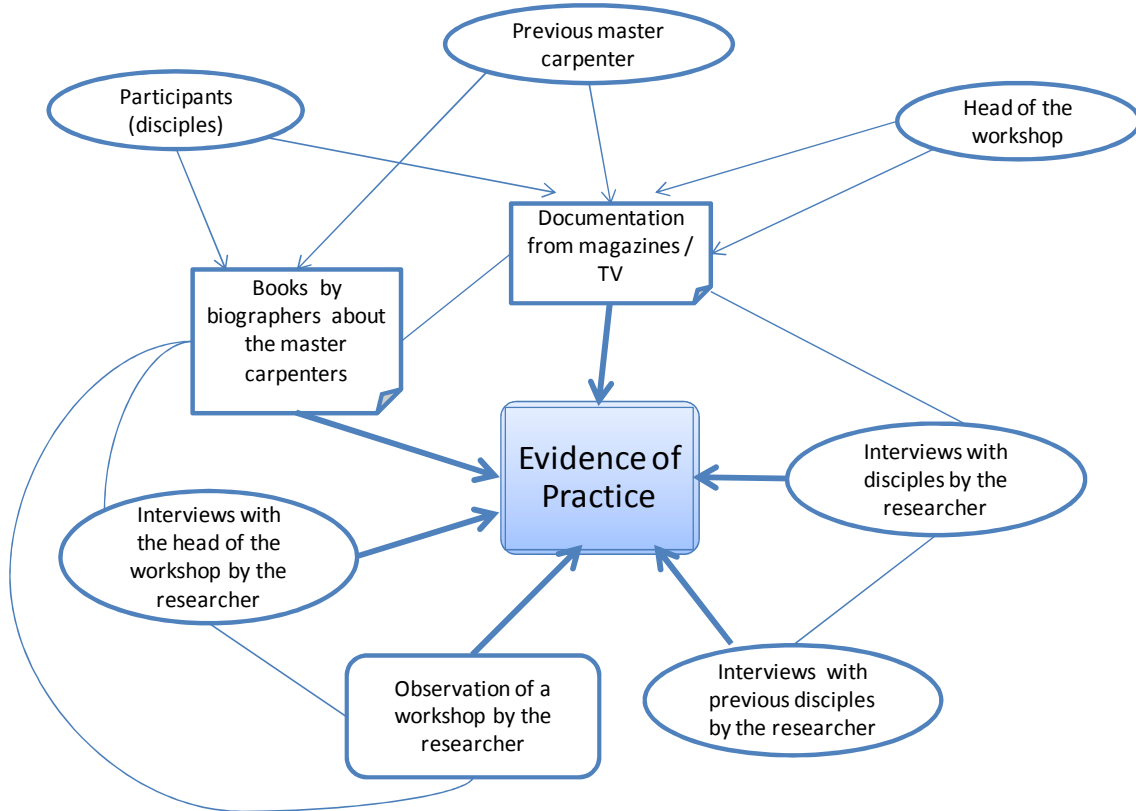 Previous master
carpenter
Participants
(disciples)
Head of the
workshop
Documentation
from magazines /
TV
Books by
biographers about
the master
carpenters
Evidence of
Practice
Interviews with
disciples by the
researcher
Interviews with
the head of the
workshop by the
researcher
Observation of a
workshop by the
researcher
Interviews with
previous disciples
by the researcher